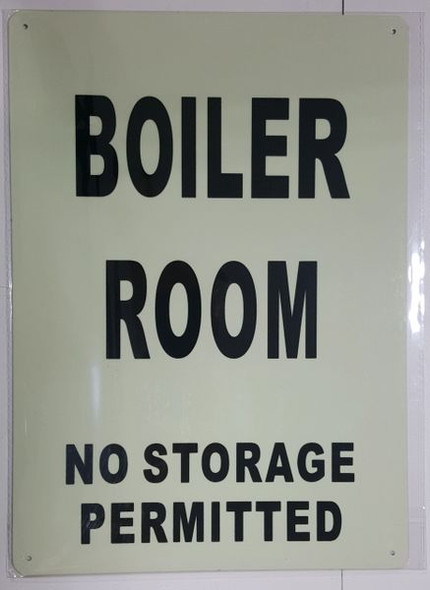 BOILER
ROOM
NO STORAGE
PERMITTED